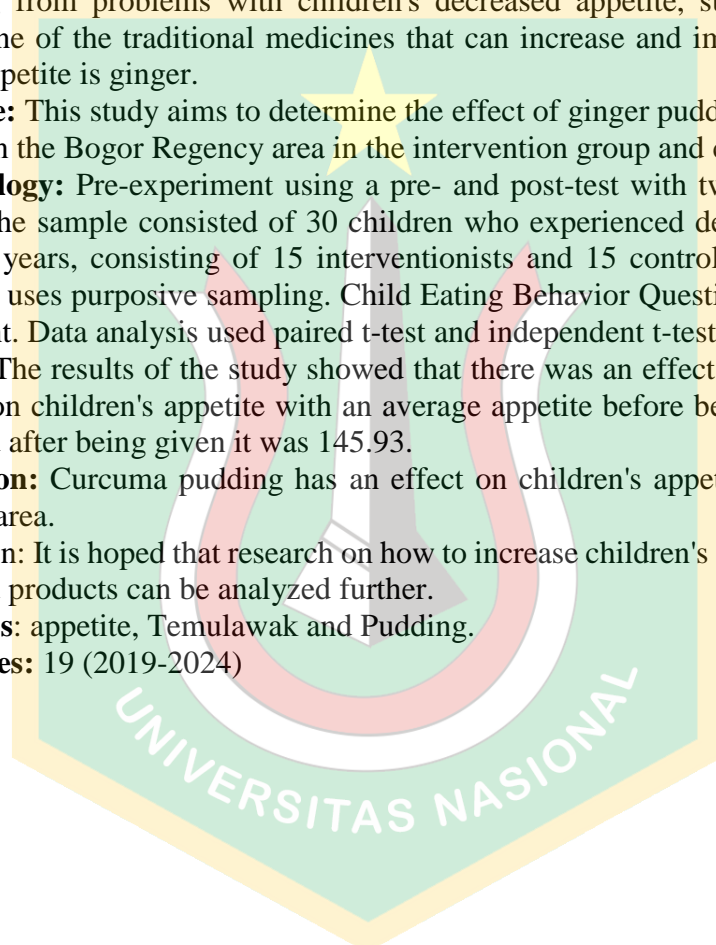 from problems with children's decreased appetite, st
ne of the traditional medicines that can increase and im
petite is ginger.
e: This study aims to determine the effect of ginger pudd
n the Bogor Regency area in the intervention group and c
logy: Pre-experiment using a pre- and post-test with tw
he sample consisted of 30 children who experienced de
years, consisting of 15 interventionists and 15 control
uses purposive sampling. Child Eating Behavior Questi
t. Data analysis used paired t-test and independent t-test
The results of the study showed that there was an effect
on children's appetite with an average appetite before be
after being given it was 145.93.
on: Curcuma pudding has an effect on children's appet
area.
n: It is hoped that research on how to increase children's
products can be analyzed further.
s: appetite, Temulawak and Pudding.
es: 19 (2019-2024)
UNIVERSITAS NASIONAL